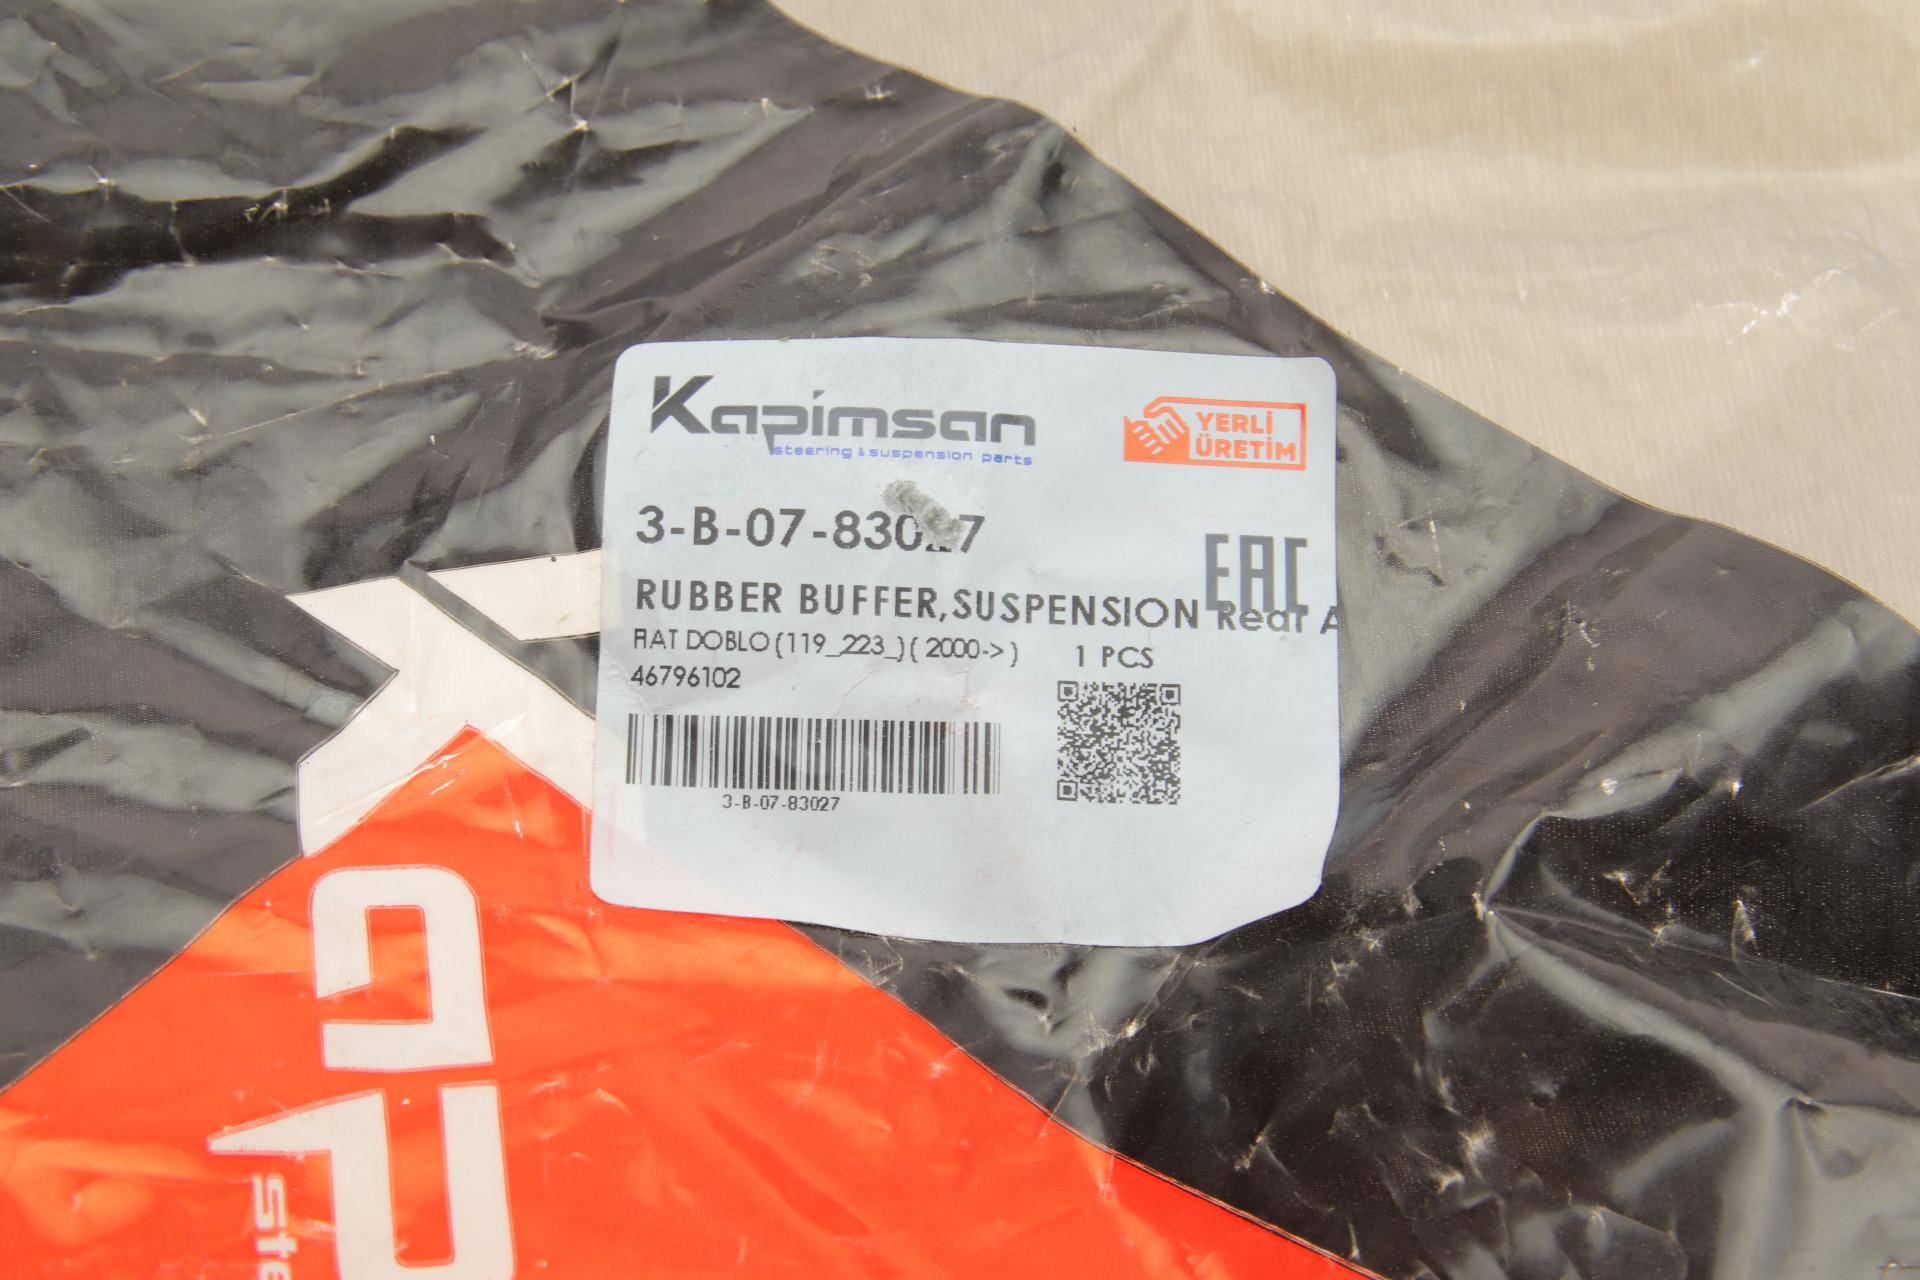 Kapimsan
steering & suspension parts
YERLİ
ÜRETİM
3-B-07-83027
EAC
RUBBER BUFFER,SUSPENSION Rear A
FIAT DOBLO (119_223_) ( 2000-> )
1 PCS
46796102
3-B-07-83027
Ste